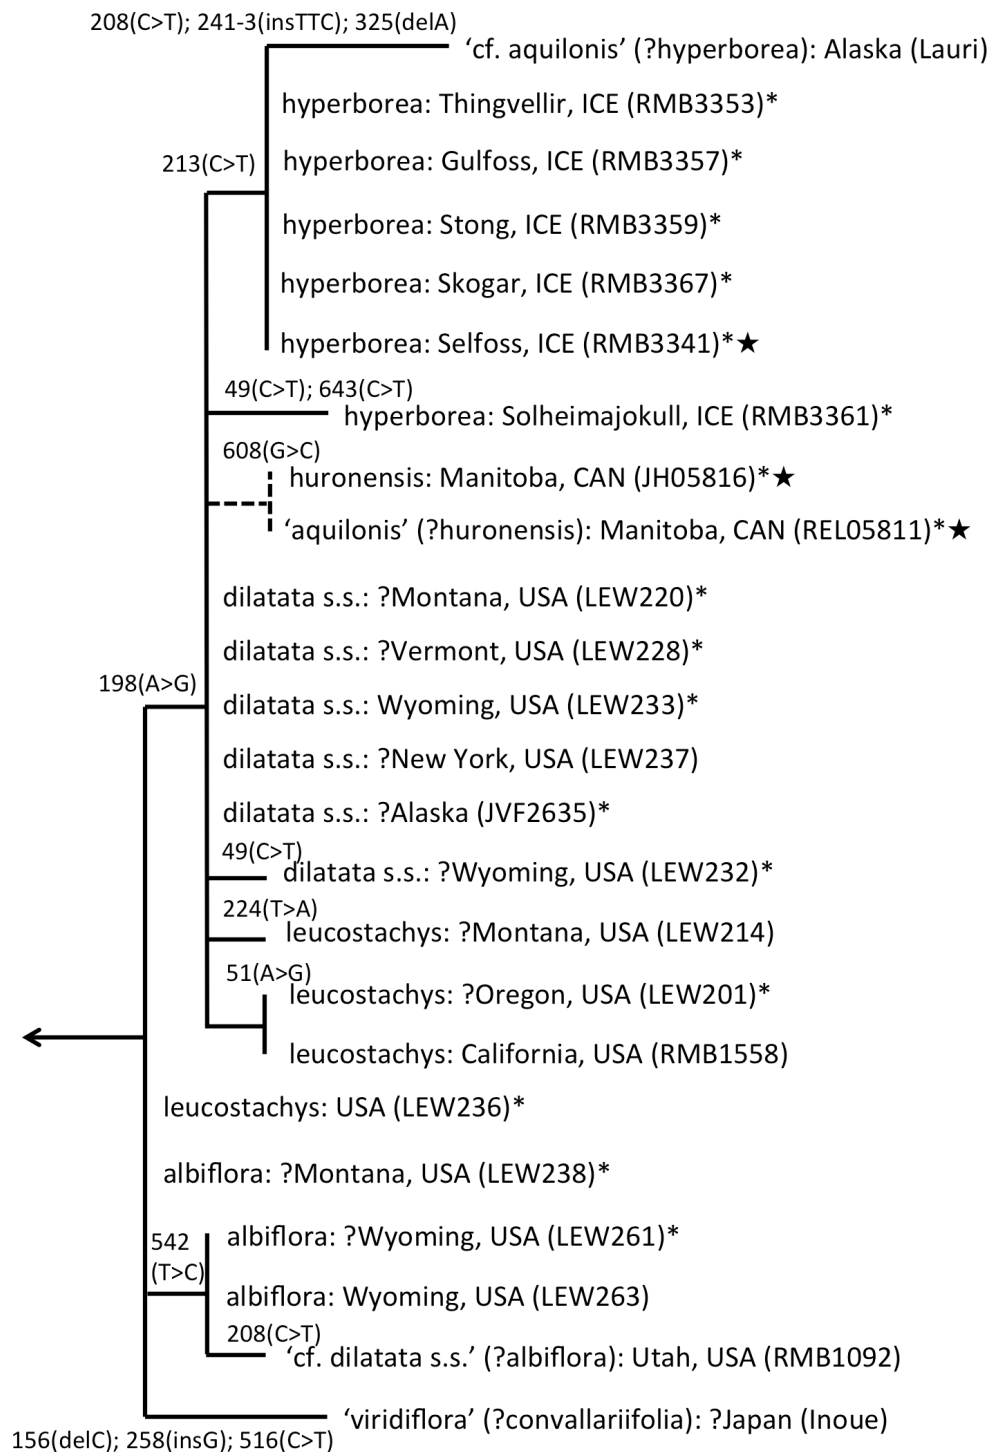 208(C>T); 241-3(insTTC); 325(delA)
‘cf. aquilonis’ (?hyperborea): Alaska (Lauri)
hyperborea: Thingvellir, ICE (RMB3353)*
213(C>T)
hyperborea: Gulfoss, ICE (RMB3357)*
hyperborea: Stong, ICE (RMB3359)*
hyperborea: Skogar, ICE (RMB3367)*
hyperborea: Selfoss, ICE (RMB3341)*★
49(C>T); 643(C>T)
hyperborea: Solheimajokull, ICE (RMB3361)*
608(G>C)
huronensis: Manitoba, CAN (JH05816)*★
‘aquilonis’ (?huronensis): Manitoba, CAN (REL05811)*★
dilatata s.s.: ?Montana, USA (LEW220)*
dilatata s.s.: ?Vermont, USA (LEW228)*
198(A>G)
dilatata s.s.: Wyoming, USA (LEW233)*
dilatata s.s.: ?New York, USA (LEW237)
dilatata s.s.: ?Alaska (JVF2635)*
49(C>T)
dilatata s.s.: ?Wyoming, USA (LEW232)*
224(T>A)
leucostachys: ?Montana, USA (LEW214)
51(A>G)
leucostachys: ?Oregon, USA (LEW201)*
leucostachys: California, USA (RMB1558)
leucostachys: USA (LEW236)*
albiflora: ?Montana, USA (LEW238)*
albiflora: ?Wyoming, USA (LEW261)*
542
(T>C)
albiflora: Wyoming, USA (LEW263)
208(C>T)
‘cf. dilatata s.s.’ (?albiflora): Utah, USA (RMB1092)
‘viridiflora’ (?convallariifolia): ?Japan (Inoue)
156(delC); 258(insG); 516(C>T)